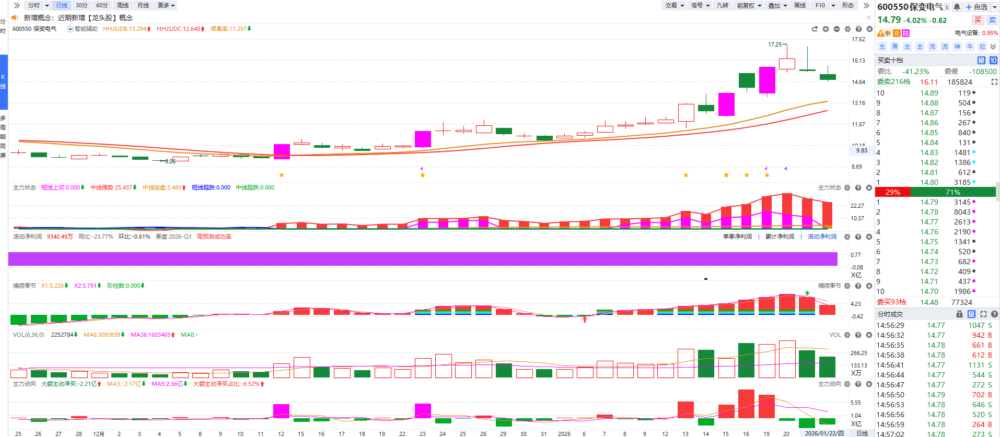 分时 日线 30分 60分 周线 月线 更多 交易 信号 九转 前复权 叠加 画线 F10 形态
新增概念：近期新增【龙头股】概念
600550 保变电气 智能辅助 HHJSJDB:13.294 HHJSJDC:12.648 乖离率:11.257
分时
K线
多周期同屏
17.62
17.25
16.13
14.64
13.16
11.67
10.18
9.83
9.06
8.69
主力状态 短线上攻:0.000 中线强势:25.437 中线控盘:3.480 短线超跌:0.000 中线超跌:0.000 主力状态
22.27
10.37
滚动净利润 9340.49万 同比:-23.77% 环比:-0.61% 季度:2026-Q1 高预测成功率 单季净利润 | 累计净利润 | 滚动净利润
0.77
-0.08
X亿
捕捞季节 X1:5.220 X2:3.791 彩柱数:0.000 捕捞季节
4.23
-0.42
VOL(6,36,0) 2252784 MA6:3093839 MA36:1603465 MA0:- VOL
266.25
133.13
X万
主力动向 大额主动净买:-2.21亿 MA3:-2.17亿 MA5:2.36亿 大额主动净买占比:-6.52% 主力动向
5.55
1.04
X亿
25 26 27 28 12月 2 3 4 5 8 9 10 11 12 15 16 17 18 19 22 23 24 25 26 29 30 31 2026 6 7 8 9 12 13 14 15 16 19 20 2026/01/22/四 日线
600550 保变电气 自选
14.79 -4.02% -0.62 买 卖
中 R 陆 电气设备: 0.95%
主 海 主 主 流 流 神 牛 拉
买卖十档 量 10
委比 -41.23% 委差 -108500
委卖216档 16.11 185824
10 14.89 119
9 14.88 504
8 14.87 156
7 14.86 267
6 14.85 840
5 14.84 131
4 14.83 1481
3 14.82 1386
2 14.81 612
1 14.80 3185
29% 71%
1 14.79 3145
2 14.78 8043
3 14.77 2613
4 14.76 2190
5 14.75 1341
6 14.74 520
7 14.73 682
8 14.72 409
9 14.71 437
10 14.70 1986
委买93档 14.48 77324
分时成交 量
14:56:29 14.77 1047 S
14:56:32 14.77 942 B
14:56:35 14.78 661 B
14:56:38 14.78 612 B
14:56:41 14.77 1131 S
14:56:44 14.77 544 S
14:56:47 14.77 272 S
14:56:50 14.79 702 B
14:56:53 14.78 646 S
14:56:56 14.78 520 S
14:56:59 14.78 264 B
14:57:02 14.78 273 S